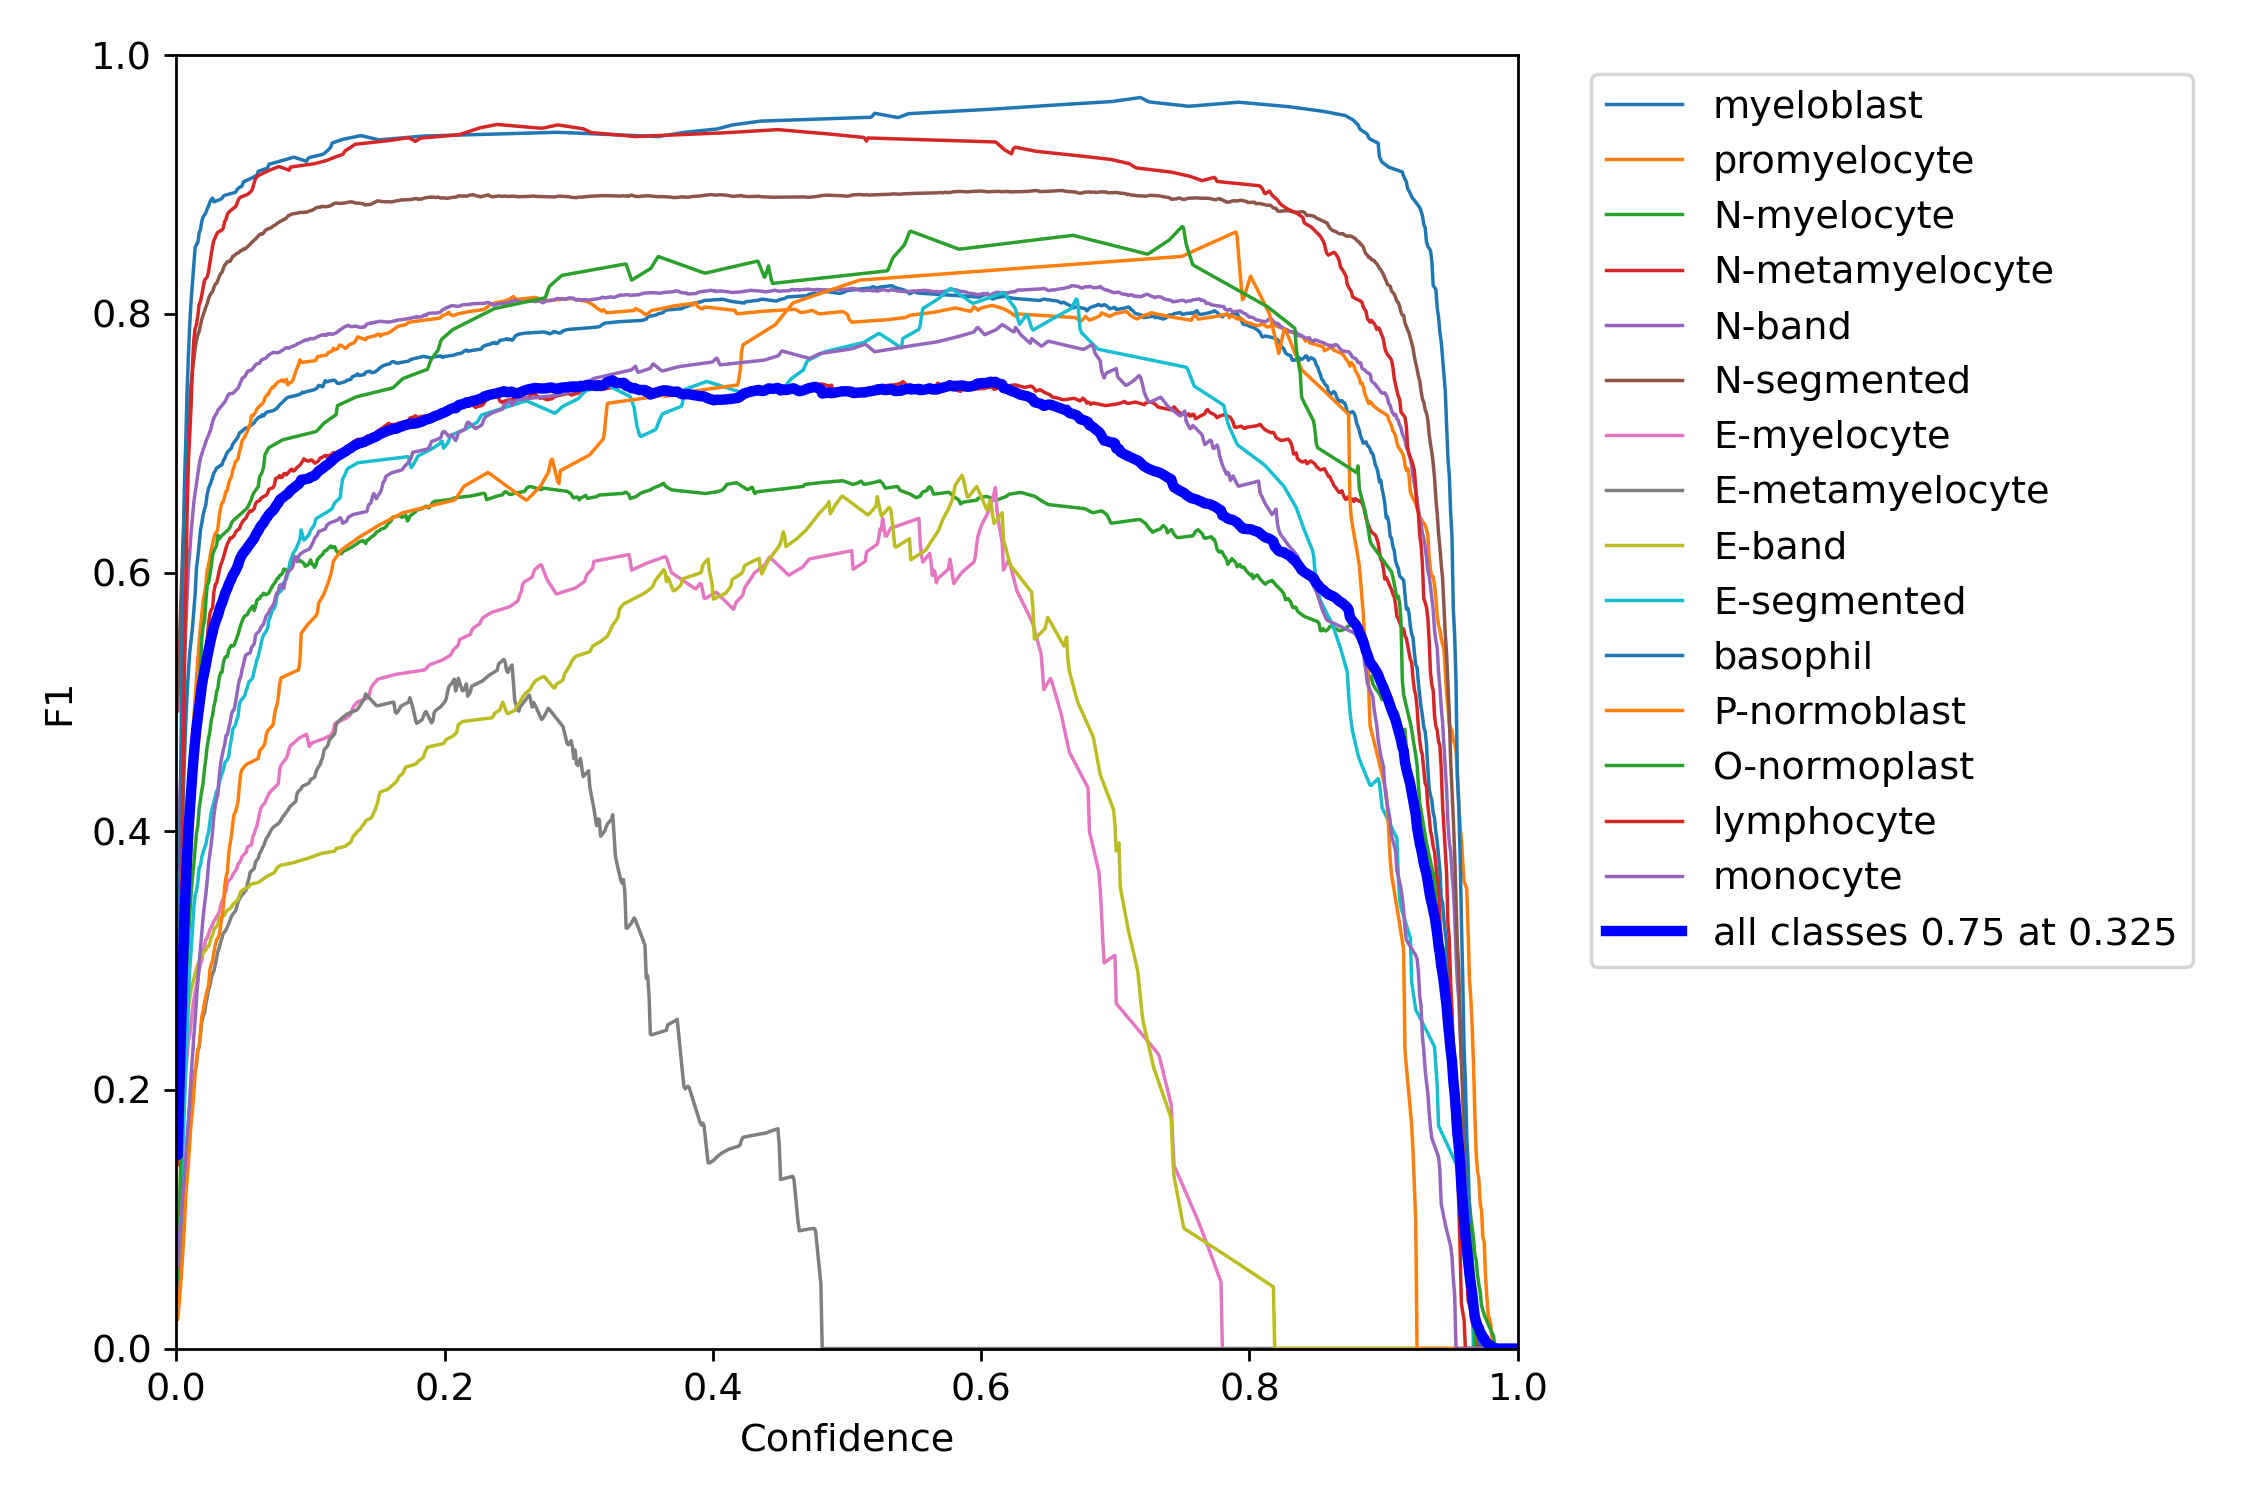 1.0
0.8
0.6
0.4
0.2
0.0
F1
0.0 0.2 0.4 0.6 0.8 1.0
Confidence
myeloblast
promyelocyte
N-myelocyte
N-metamyelocyte
N-band
N-segmented
E-myelocyte
E-metamyelocyte
E-band
E-segmented
basophil
P-normoblast
O-normoplast
lymphocyte
monocyte
all classes 0.75 at 0.325